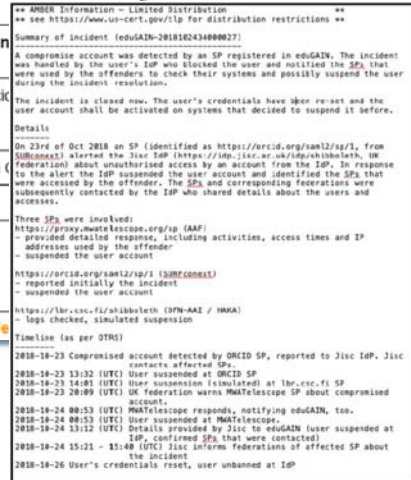 ** AMBER Information - Limited Distribution **
** see https://www.us-cert.gov/tlp for distribution restrictions **
Summary of incident (eduGAIN-2018102434000027)
A compromise account was detected by an SP registered in eduGAIN. The incident
was handled by the user's IdP who blocked the user and notified the SPs that
were used by the offenders to check their systems and possibly suspend the user
during the incident resolution.
The incident is closed now. The user's credentials have been re-set and the
user account shall be activated on systems that decided to suspend it before.
Details
On 23rd of Oct 2018 an SP (identified as https://orcid.org/saml2/sp/1, from
SURFconext) alerted the Jisc IdP (https://idp.jisc.ac.uk/idp/shibboleth, UK
federation) about unauthorised access by an account from the IdP. In response
to the alert the IdP suspended the user account and identified the SPs that
were accessed by the offender. The SPs and corresponding federations were
subsequently contacted by the IdP who shared details about the users and
accesses.
Three SPs were involved:
https://proxy.mwatelescope.org/sp (AAF)
- provided detailed response, including activities, access times and IP
addresses used by the offender
- suspended the user account
https://orcid.org/saml2/sp/1 (SURFconext)
- reported initially the incident
- suspended the user account
https://lbr.csc.fi/shibboleth (DFN-AAI / HAKA)
- logs checked, simulated suspension
Timeline (as per OTRS)
2018-10-23 Compromised account detected by ORCID SP, reported to Jisc IdP. Jisc
contacts affected SPs.
2018-10-23 13:32 (UTC) User suspended at ORCID SP
2018-10-23 14:01 (UTC) User suspension (simulated) at lbr.csc.fi SP
2018-10-23 20:09 (UTC) UK federation warns MWATelescope SP about compromised
account.
2018-10-24 00:53 (UTC) MWATelescope responds, notifying eduGAIN, too.
2018-10-24 00:53 (UTC) User suspended at MWATelescope.
2018-10-24 13:12 (UTC) Details provided by Jisc to eduGAIN (user suspended at
IdP, confirmed SPs that were contacted)
2018-10-24 15:21 - 15:40 (UTC) Jisc informs federations of affected SP about
the incident
2018-10-26 User's credentials reset, user unbanned at IdP